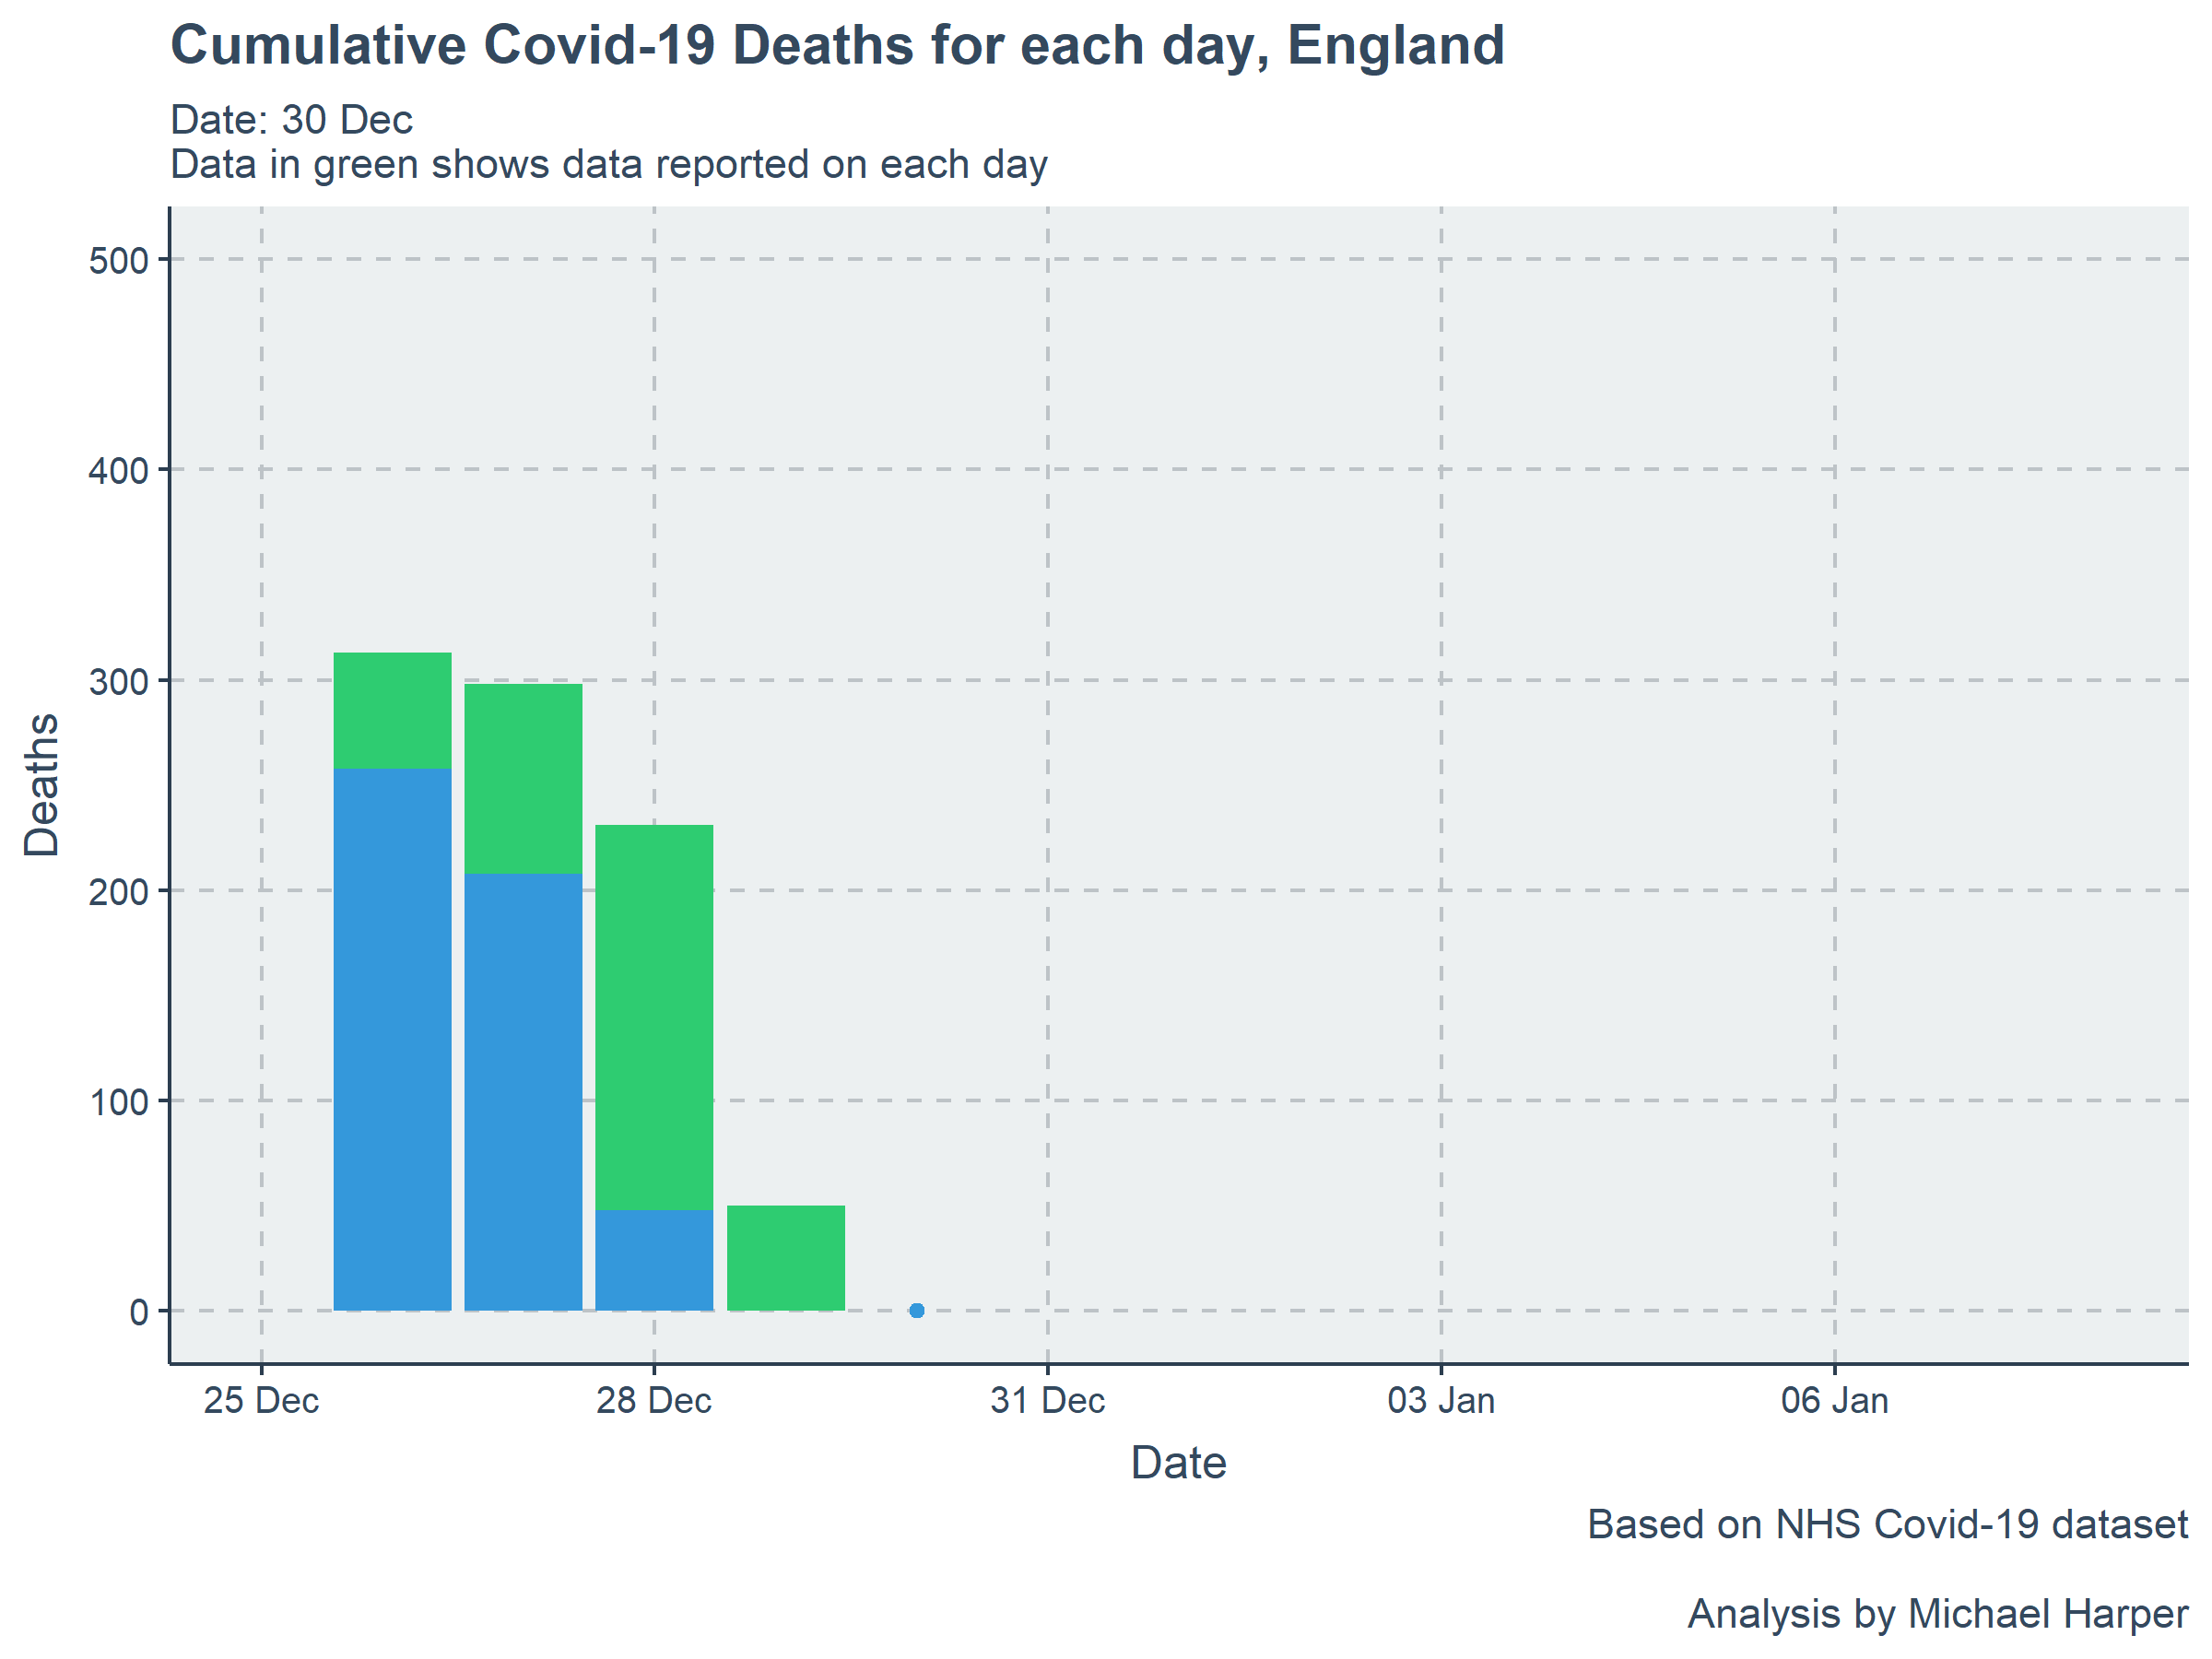 Cumulative Covid-19 Deaths for each day, England
Date: 30 Dec
Data in green shows data reported on each day
500
400
300
200
100
0
Deaths
25 Dec
28 Dec
31 Dec
03 Jan
06 Jan
Date
Based on NHS Covid-19 dataset
Analysis by Michael Harper